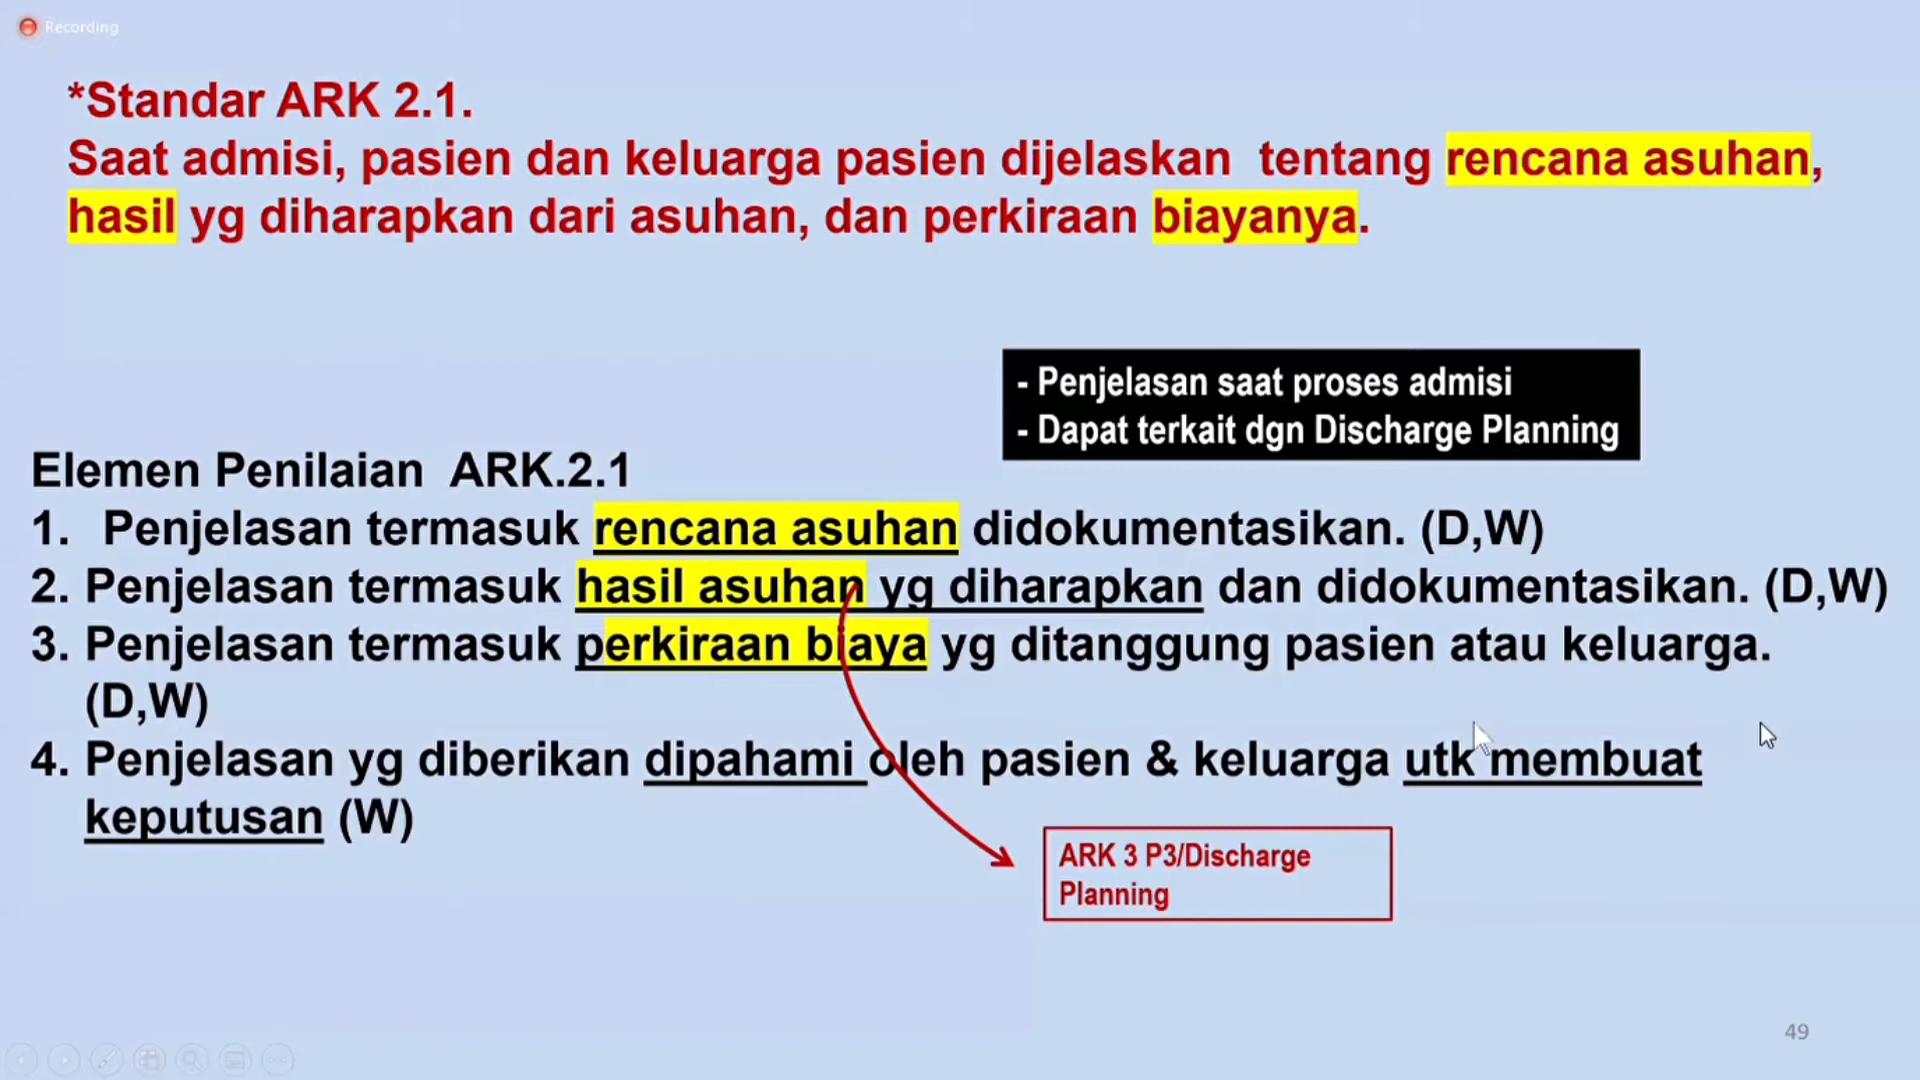 Recording
*Standar ARK 2.1.
Saat admisi, pasien dan keluarga pasien dijelaskan tentang rencana asuhan,
hasil yg diharapkan dari asuhan, dan perkiraan biayanya.
- Penjelasan saat proses admisi
- Dapat terkait dgn Discharge Planning
Elemen Penilaian ARK.2.1
1. Penjelasan termasuk rencana asuhan didokumentasikan. (D,W)
2. Penjelasan termasuk hasil asuhan yg diharapkan dan didokumentasikan. (D,W)
3. Penjelasan termasuk perkiraan biaya yg ditanggung pasien atau keluarga.
(D,W)
4. Penjelasan yg diberikan dipahami oleh pasien & keluarga utk membuat
keputusan (W)
ARK 3 P3/Discharge
Planning
49